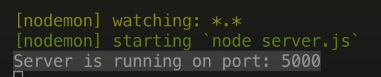 [nodemon] watching: *.*
[nodemon] starting `node server.js`
Server is running on port: 5000